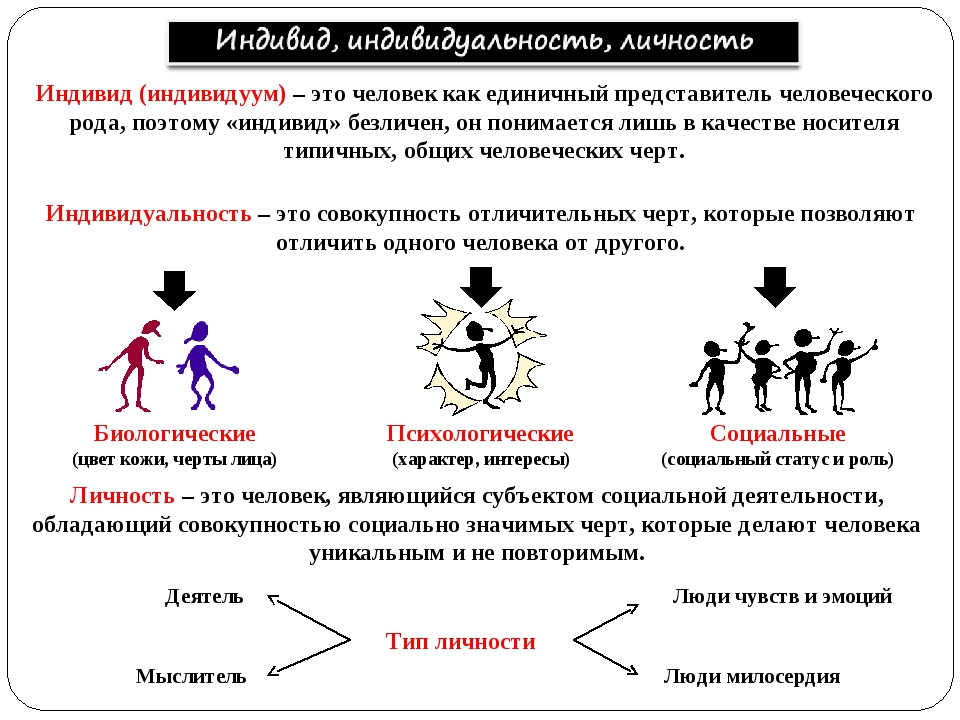 Индивид, индивидуальность, личность
Индивид (индивидуум) – это человек как единичный представитель человеческого
рода, поэтому «индивид» безличен, он понимается лишь в качестве носителя
типичных, общих человеческих черт.
Индивидуальность – это совокупность отличительных черт, которые позволяют
отличить одного человека от другого.
Биологические
(цвет кожи, черты лица)
Психологические
(характер, интересы)
Социальные
(социальный статус и роль)
Личность – это человек, являющийся субъектом социальной деятельности,
обладающий совокупностью социально значимых черт, которые делают человека
уникальным и не повторимым.
Деятель
Люди чувств и эмоций
Тип личности
Мыслитель
Люди милосердия